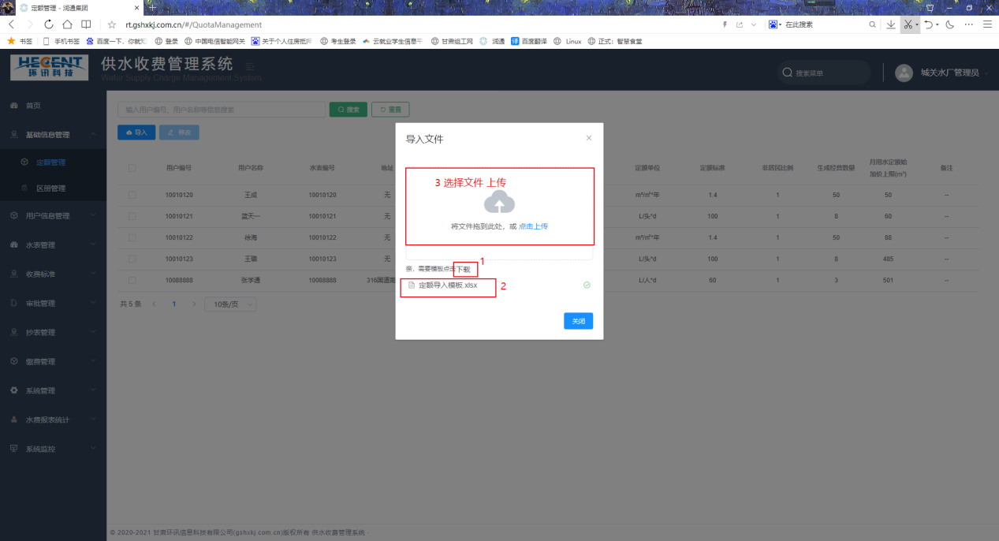 定额管理 - 润通集团
rt.gshxkj.com.cn/#/QuotaManagement
在此搜索
书签 手机书签 百度一下，你就知 登录 中国电信智能网关 关于个人住房抵押 考生登录 云就业学生信息平 甘肃组工网 润通 译 百度翻译 Linux 正式：智慧食堂
HECENT
环讯科技
供水收费管理系统
Water Supply Charge Management System
搜索菜单
城关水厂管理员
首页
基础信息管理
定额管理
区册管理
用户信息管理
水表管理
收费标准
审批管理
抄表管理
缴费管理
系统管理
水费报表统计
系统监控
输入用户编号、用户名称等信息搜索 搜索 重置
导入 修改
用户编号 用户名称 水表编号 地址 定额单位 定额标准 非居民比例 生成经营数量 月用水定额始
加价上限(m³) 备注
10010120 王成 10010120 无 m³/㎡*年 1.4 1 50 50 --
10010121 蓝天一 10010121 无 L/头*d 100 1 8 60 --
10010122 徐海 10010122 无 m³/㎡*年 1.4 1 50 88 --
10010123 王璐 10010123 无 L/头*d 100 1 8 485 --
10088888 张学通 10088888 316国道南 L/人*d 60 1 3 501 --
共 5 条 1 10条/页
导入文件
3 选择文件 上传
将文件拖到此处，或 点击上传
亲，需要模板点击下载
1
定额导入模板.xlsx
2
关闭
© 2020-2021 甘肃环讯信息科技有限公司(gshxkj.com.cn)版权所有 供水收费管理系统 ·